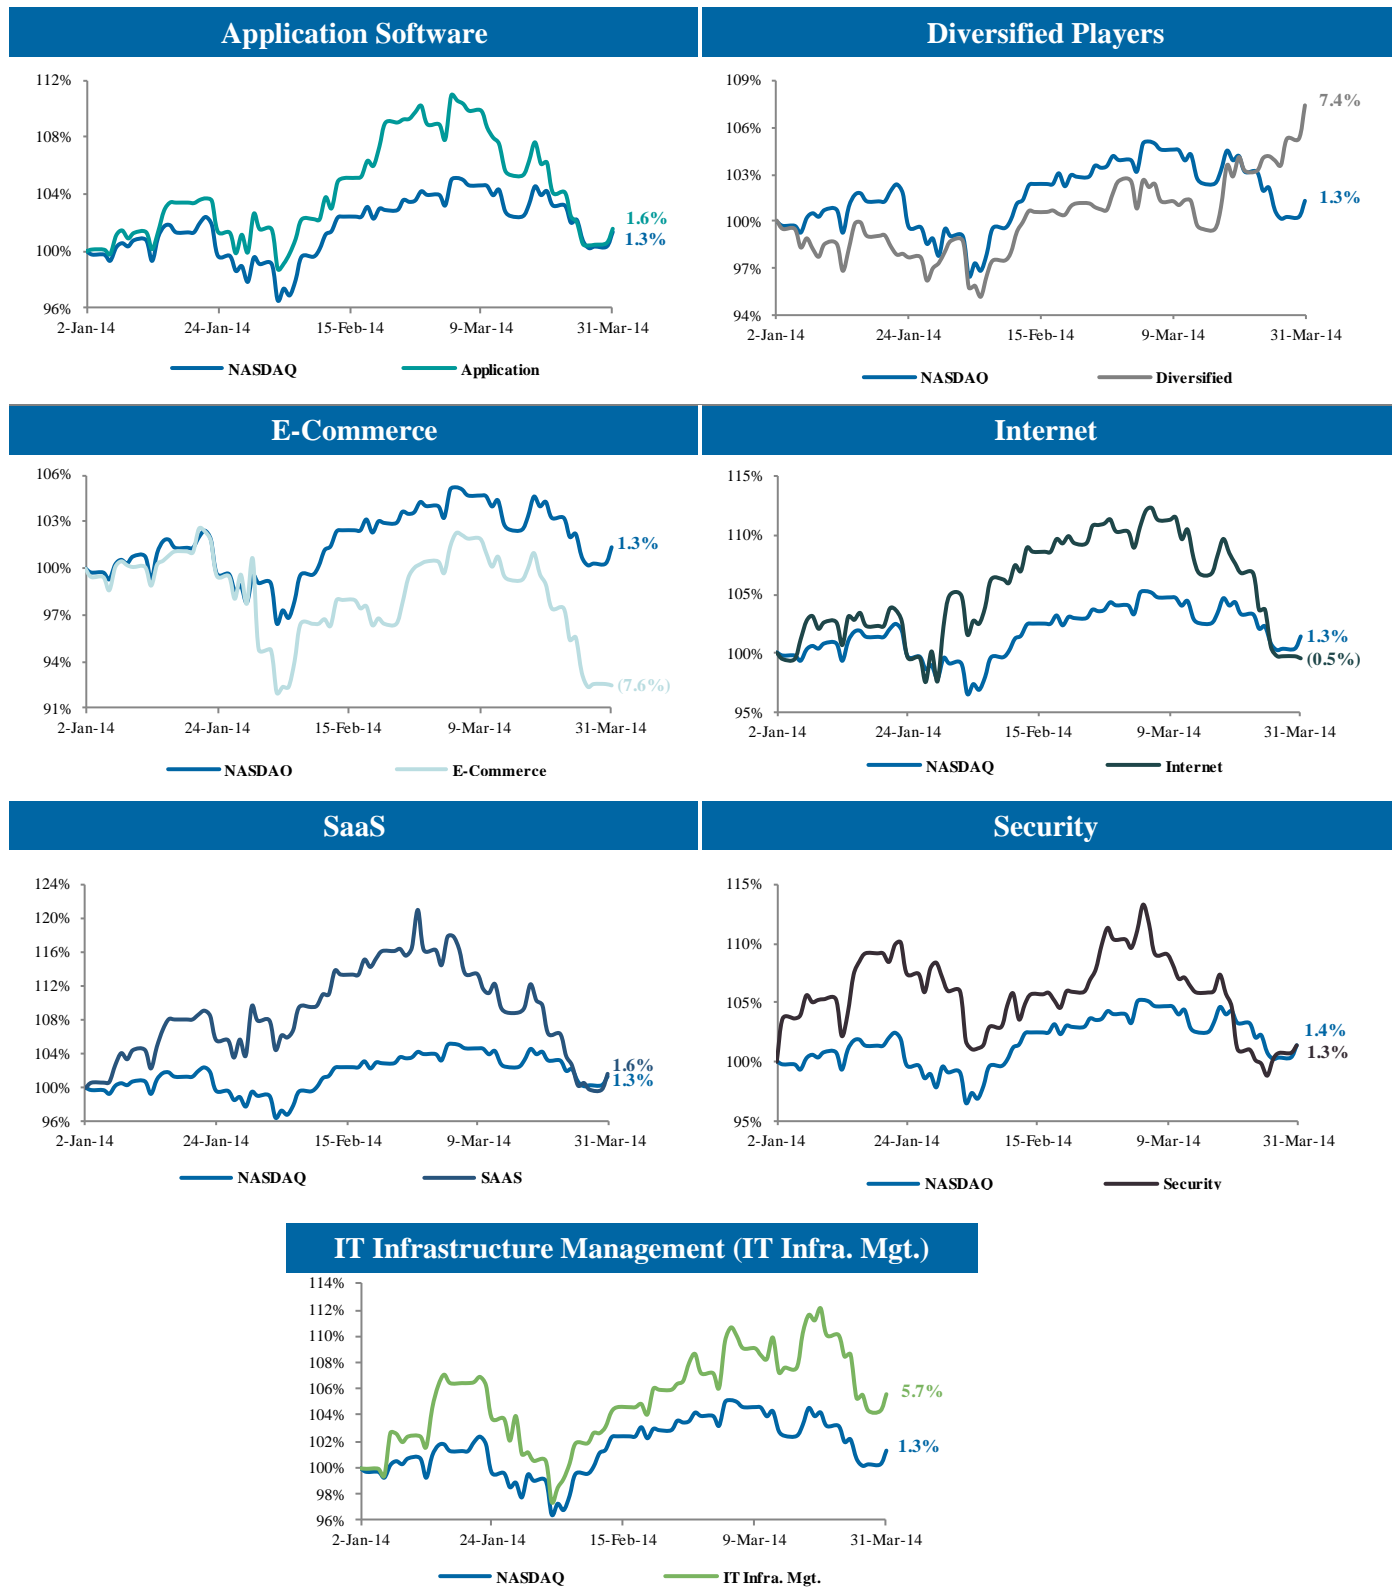 Application Software
112%
108%
104%
100%
96%
1.6%
1.3%
2-Jan-14 24-Jan-14 15-Feb-14 9-Mar-14 31-Mar-14
NASDAQ Application
Diversified Players
109%
106%
103%
100%
97%
94%
7.4%
1.3%
2-Jan-14 24-Jan-14 15-Feb-14 9-Mar-14 31-Mar-14
NASDAQ Diversified
E-Commerce
106%
103%
100%
97%
94%
91%
1.3%
(7.6%)
2-Jan-14 24-Jan-14 15-Feb-14 9-Mar-14 31-Mar-14
NASDAQ E-Commerce
Internet
115%
110%
105%
100%
95%
1.3%
(0.5%)
2-Jan-14 24-Jan-14 15-Feb-14 9-Mar-14 31-Mar-14
NASDAQ Internet
SaaS
124%
120%
116%
112%
108%
104%
100%
96%
1.6%
1.3%
2-Jan-14 24-Jan-14 15-Feb-14 9-Mar-14 31-Mar-14
NASDAQ SAAS
Security
115%
110%
105%
100%
95%
1.4%
1.3%
2-Jan-14 24-Jan-14 15-Feb-14 9-Mar-14 31-Mar-14
NASDAQ Security
IT Infrastructure Management (IT Infra. Mgt.)
114%
112%
110%
108%
106%
104%
102%
100%
98%
96%
5.7%
1.3%
2-Jan-14 24-Jan-14 15-Feb-14 9-Mar-14 31-Mar-14
NASDAQ IT Infra. Mgt.